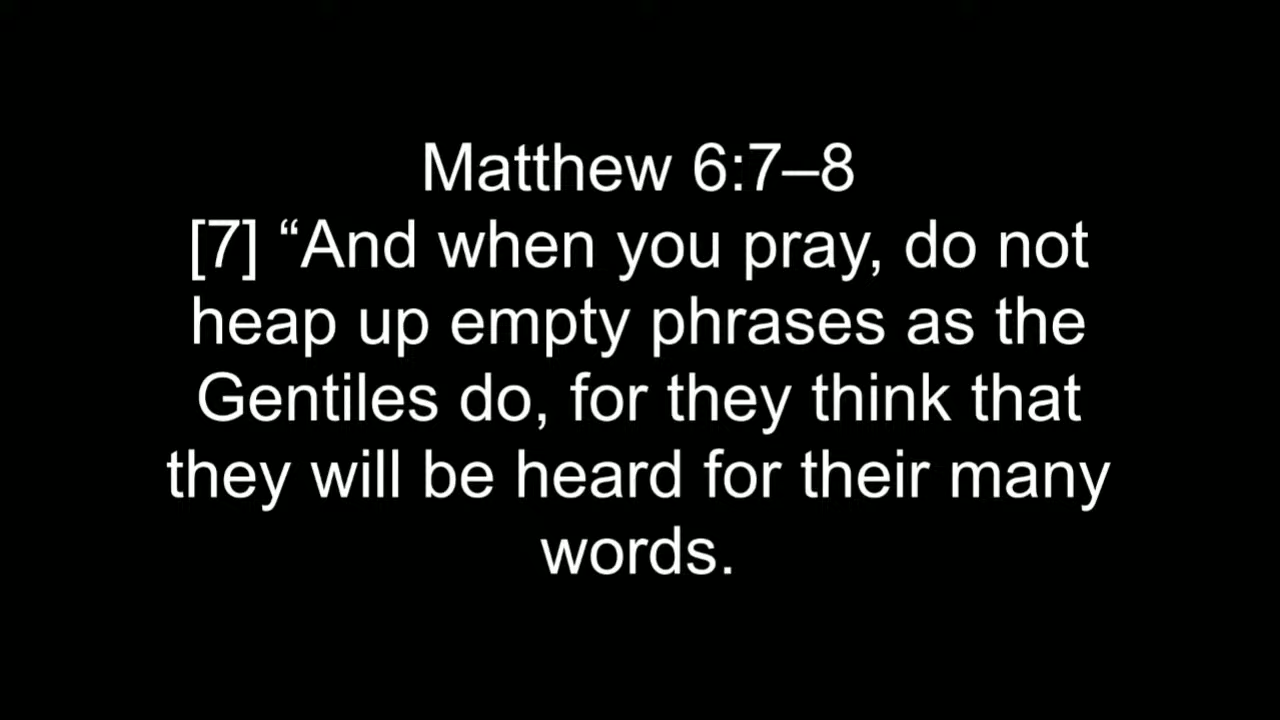 Matthew 6:7–8
[7] “And when you pray, do not
heap up empty phrases as the
Gentiles do, for they think that
they will be heard for their many
words.